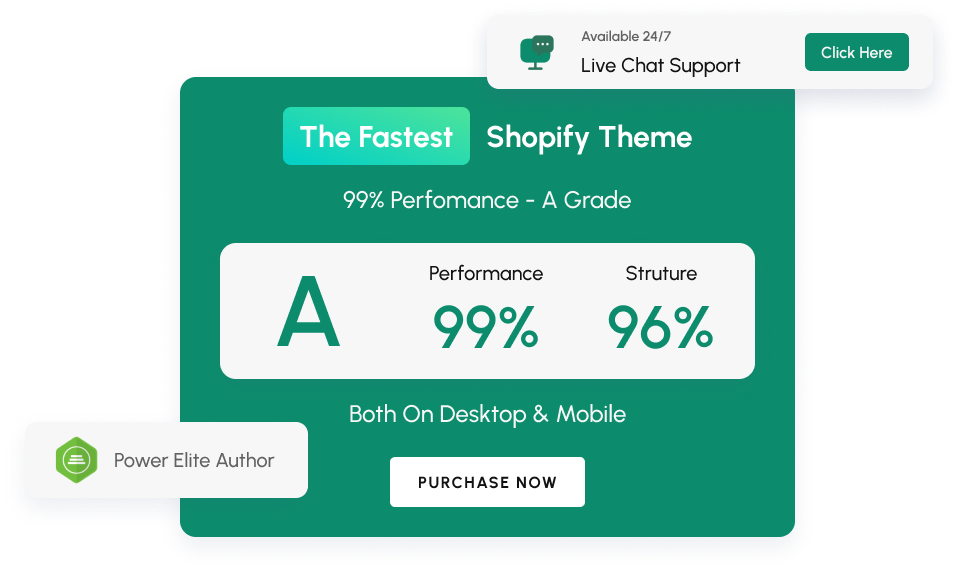 Available 24/7
Live Chat Support
Click Here
The Fastest Shopify Theme
99% Perfomance - A Grade
A
Performance
99%
Struture
96%
Both On Desktop & Mobile
Power Elite Author
PURCHASE NOW